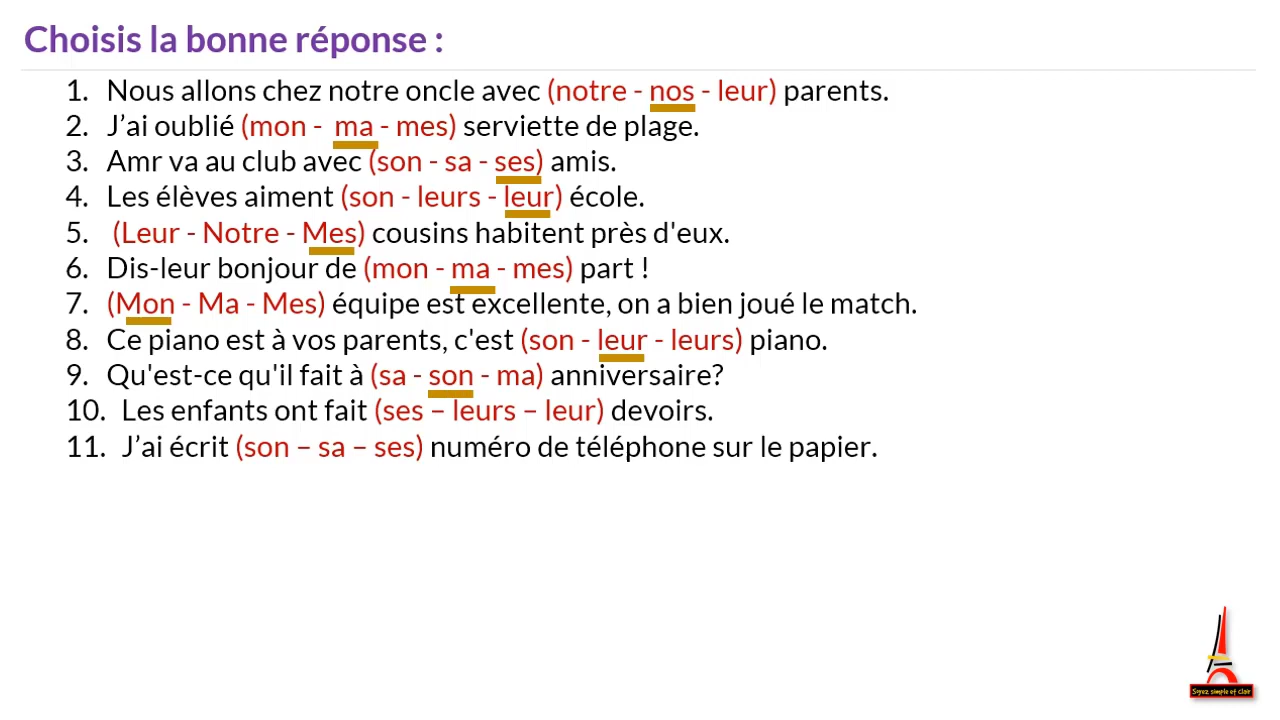 Choisis la bonne réponse :
1. Nous allons chez notre oncle avec (notre - nos - leur) parents.
2. J’ai oublié (mon - ma - mes) serviette de plage.
3. Amr va au club avec (son - sa - ses) amis.
4. Les élèves aiment (son - leurs - leur) école.
5. (Leur - Notre - Mes) cousins habitent près d'eux.
6. Dis-leur bonjour de (mon - ma - mes) part !
7. (Mon - Ma - Mes) équipe est excellente, on a bien joué le match.
8. Ce piano est à vos parents, c'est (son - leur - leurs) piano.
9. Qu'est-ce qu'il fait à (sa - son - ma) anniversaire?
10. Les enfants ont fait (ses – leurs – leur) devoirs.
11. J’ai écrit (son – sa – ses) numéro de téléphone sur le papier.
Soyez simple et clair